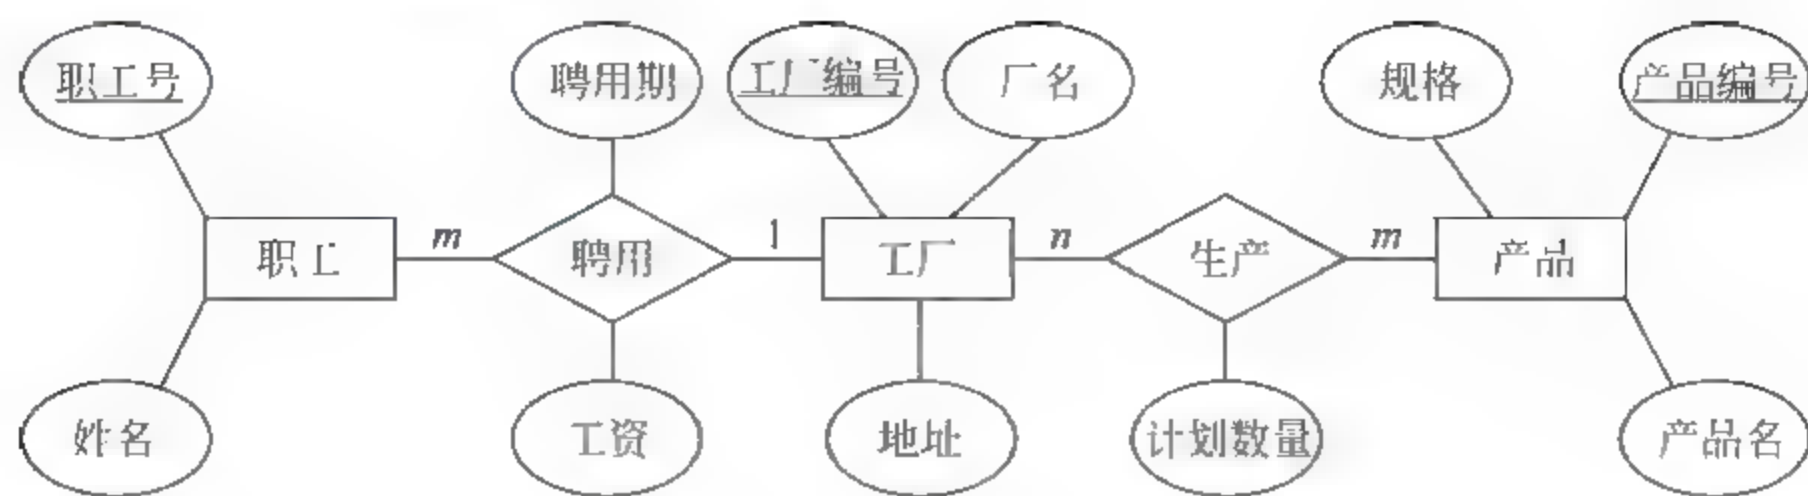 职工号
聘用期
工厂编号
厂名
规格
产品编号
职工
m
聘用
1
工厂
n
生产
m
产品
姓名
工资
地址
计划数量
产品名